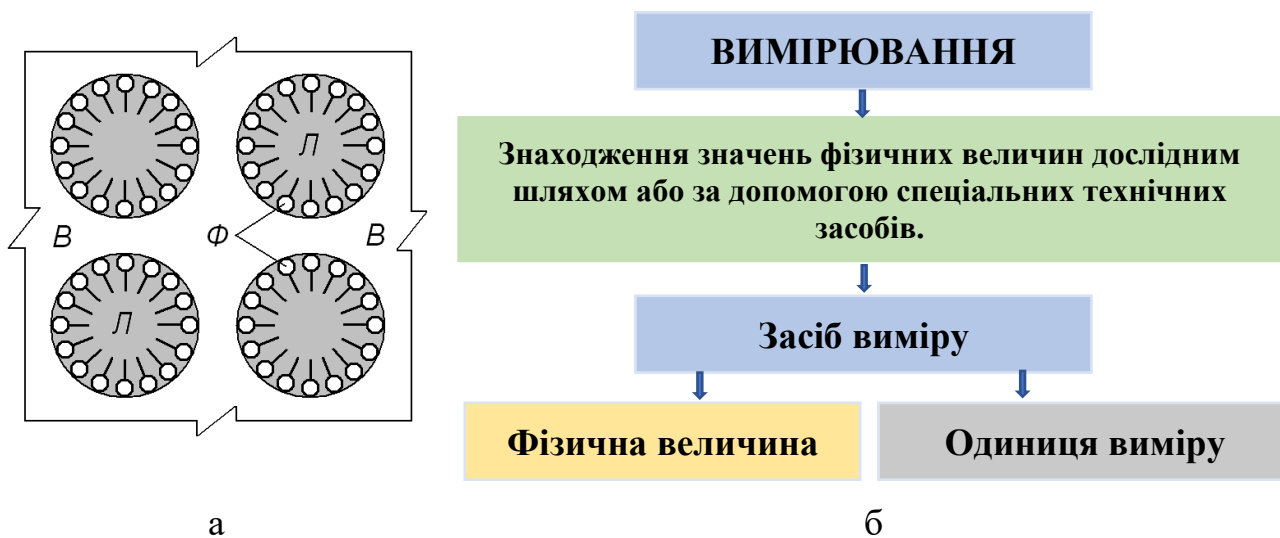 Л
В
Ф
В
Л
а
ВИМІРЮВАННЯ
Знаходження значень фізичних величин дослідним
шляхом або за допомогою спеціальних технічних
засобів.
Засіб виміру
Фізична величина
Одиниця виміру
б